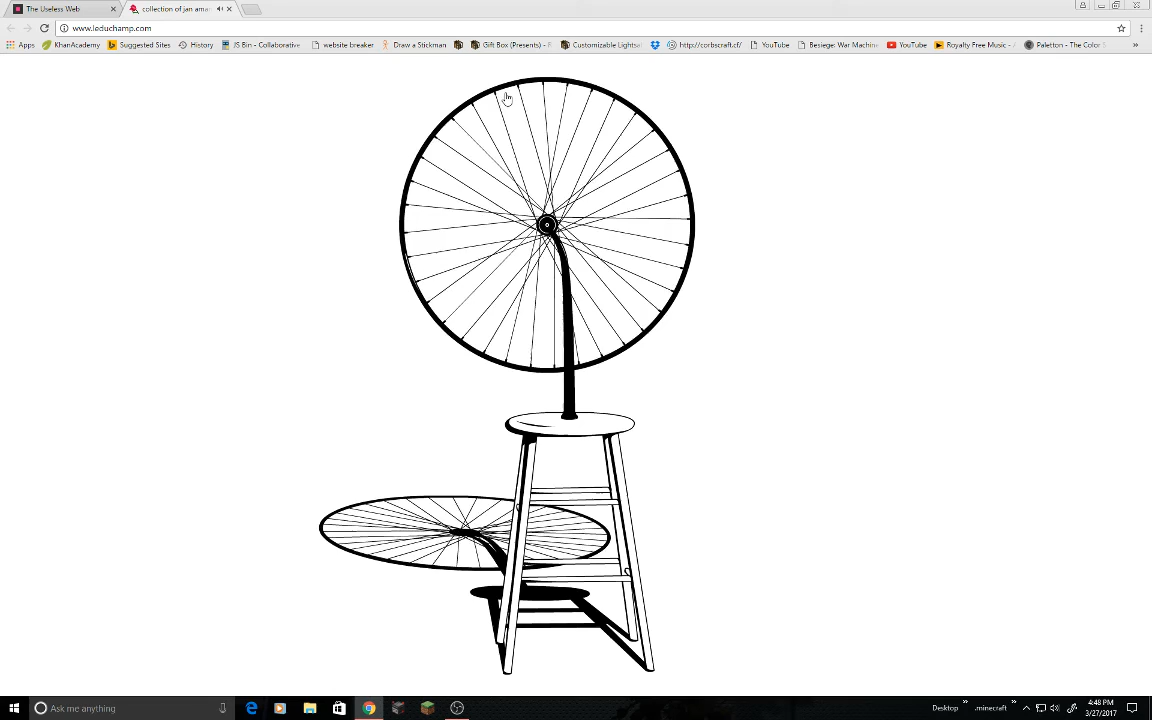 The Useless Web
collection of jan amar
www.leduchamp.com
Apps KhanAcademy Suggested Sites History JS Bin - Collaborative website breaker Draw a Stickman Gift Box (Presents) - F Customizable Lightsa http://corbscraft.cf/ YouTube Besiege: War Machin YouTube Royalty Free Music - Paletton - The Color S
Ask me anything
Desktop .minecraft
4:48 PM
3/27/2017